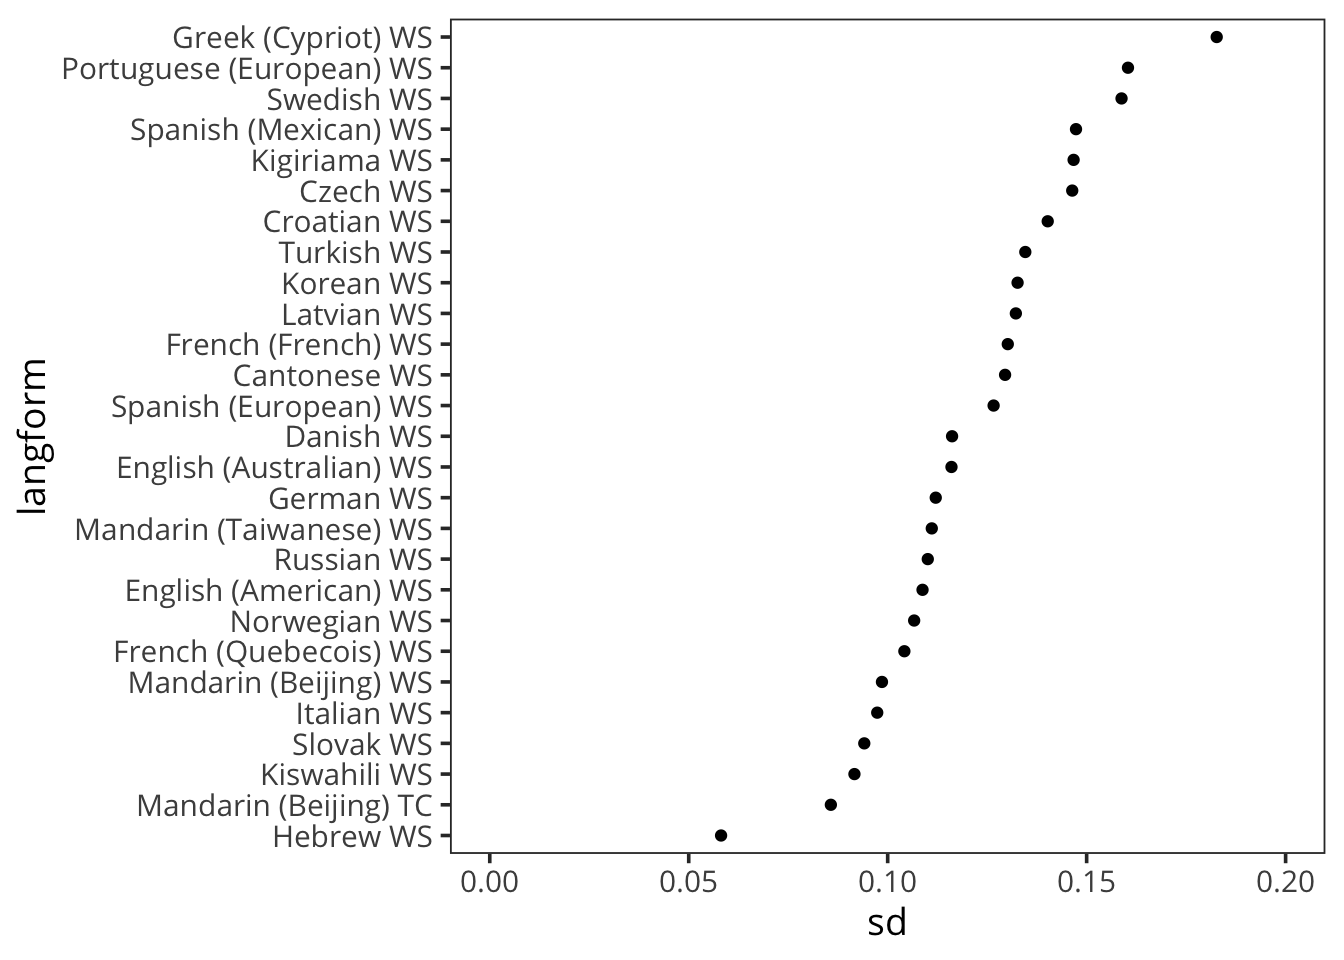 Greek (Cypriot) WS
Portuguese (European) WS
Swedish WS
Spanish (Mexican) WS
Kigiriama WS
Czech WS
Croatian WS
Turkish WS
Korean WS
Latvian WS
French (French) WS
Cantonese WS
Spanish (European) WS
Danish WS
English (Australian) WS
German WS
Mandarin (Taiwanese) WS
Russian WS
English (American) WS
Norwegian WS
French (Quebecois) WS
Mandarin (Beijing) WS
Italian WS
Slovak WS
Kiswahili WS
Mandarin (Beijing) TC
Hebrew WS
langform
0.00 0.05 0.10 0.15 0.20
sd